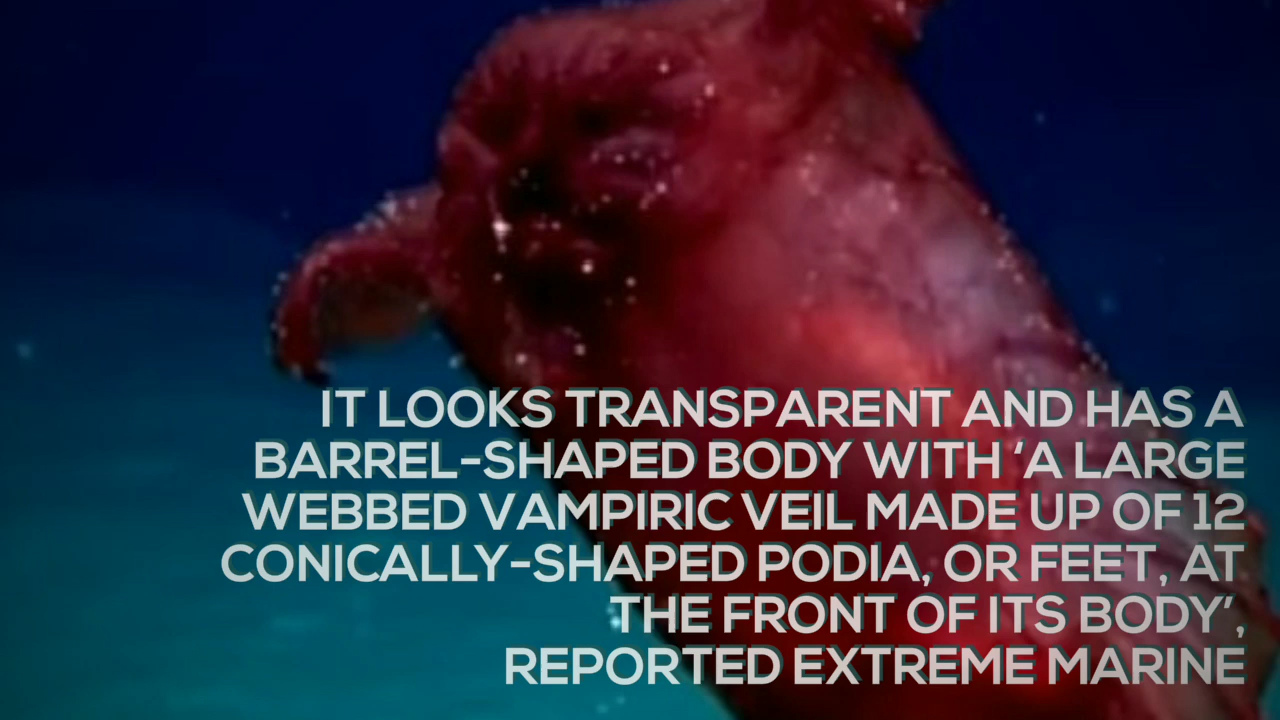 IT LOOKS TRANSPARENT AND HAS A
BARREL-SHAPED BODY WITH ‘A LARGE
WEBBED VAMPIRIC VEIL MADE UP OF 12
CONICALLY-SHAPED PODIA, OR FEET, AT
THE FRONT OF ITS BODY’,
REPORTED EXTREME MARINE